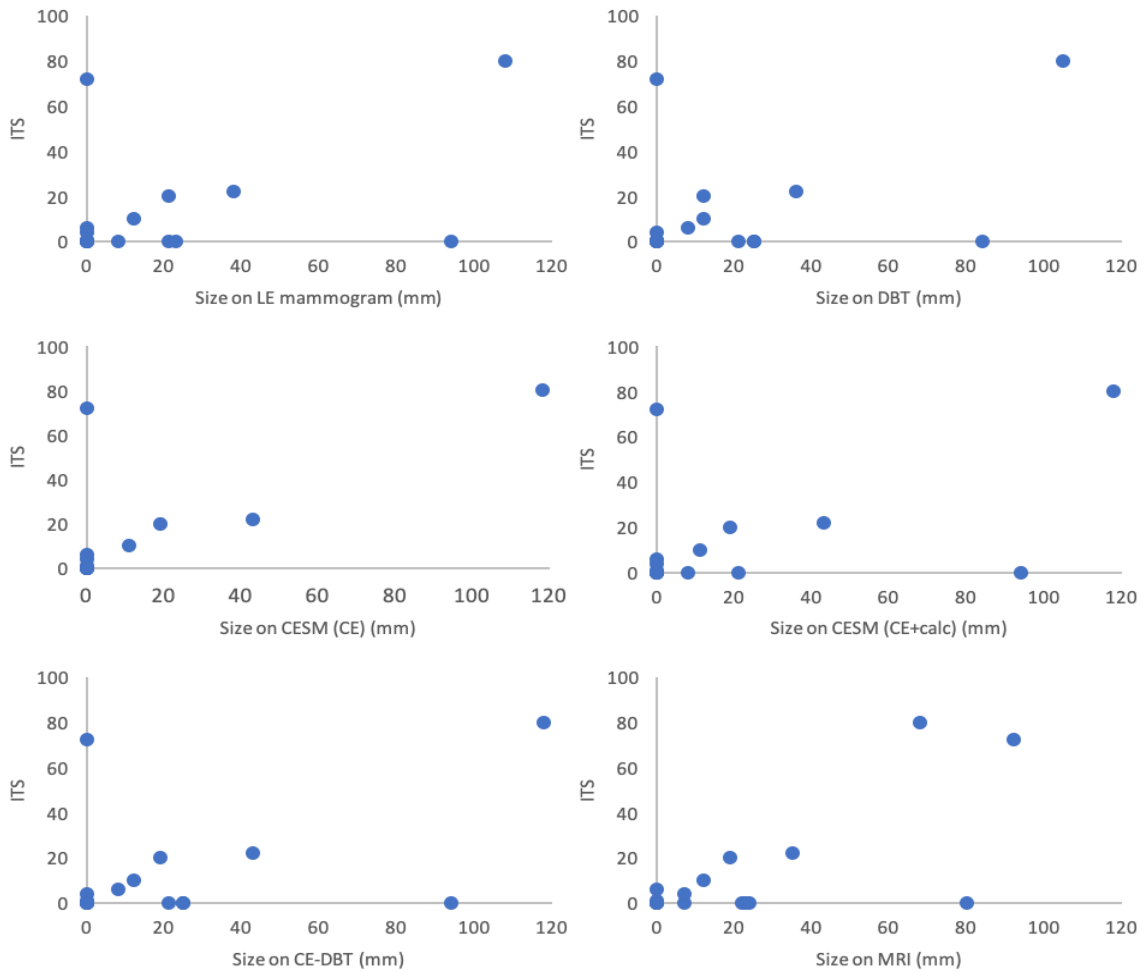 100
80
60
40
20
0
ITS
0 20 40 60 80 100 120
Size on LE mammogram (mm)
100
80
60
40
20
0
ITS
0 20 40 60 80 100 120
Size on DBT (mm)
100
80
60
40
20
0
ITS
0 20 40 60 80 100 120
Size on CESM (CE) (mm)
100
80
60
40
20
0
ITS
0 20 40 60 80 100 120
Size on CESM (CE+calc) (mm)
100
80
60
40
20
0
ITS
0 20 40 60 80 100 120
Size on CE-DBT (mm)
100
80
60
40
20
0
ITS
0 20 40 60 80 100 120
Size on MRI (mm)